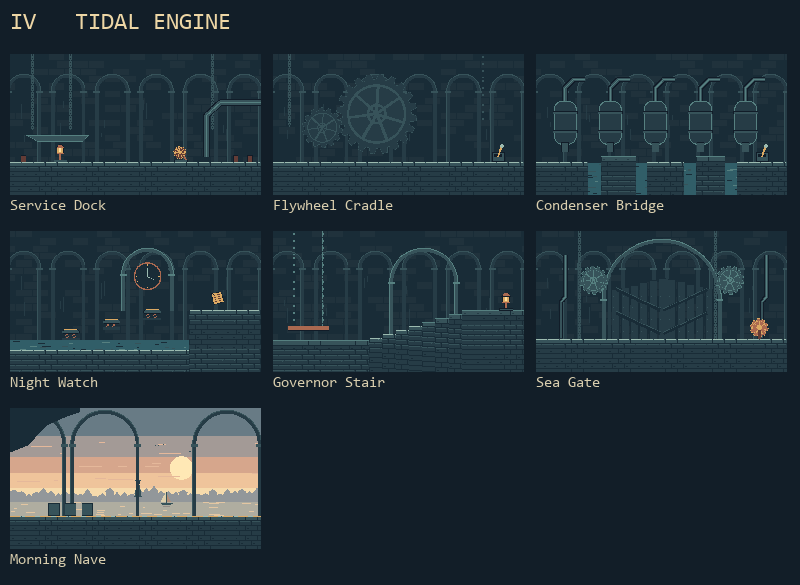 IV TIDAL ENGINE
Service Dock
Flywheel Cradle
Condenser Bridge
Night Watch
Governor Stair
Sea Gate
Morning Nave